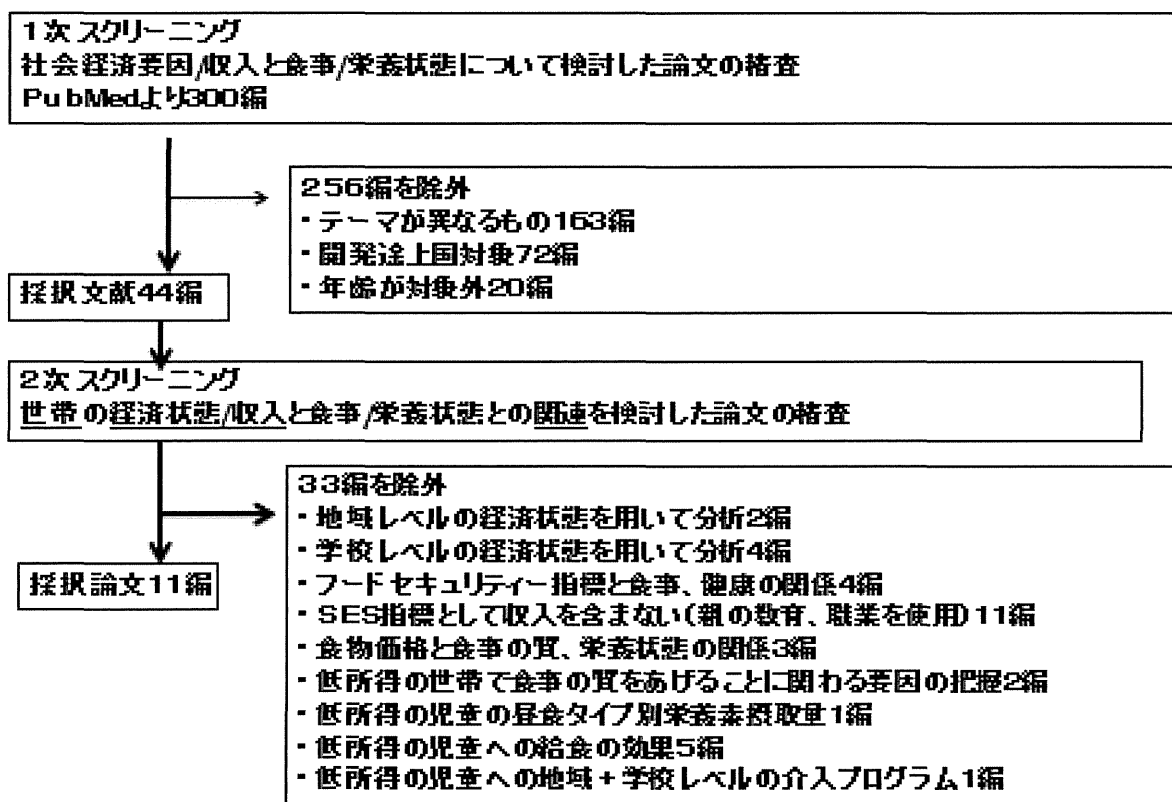 1次スクリーニング
社会経済要因/収入と食事/栄養状態について検討した論文の精査
PubMedより300編
256編を除外
・テーマが異なるもの163編
・開発途上国対象72編
・年齢が対象外20編
採択文献44編
2次スクリーニング
世帯の経済状態/収入と食事/栄養状態との関連を検討した論文の精査
33編を除外
・地域レベルの経済状態を用いて分析2編
・学校レベルの経済状態を用いて分析4編
・フードセキュリティー指標と食事、健康の関係4編
・SES指標として収入を含まない(親の教育、職業を使用)11編
・食物価格と食事の質、栄養状態の関係3編
・低所得の世帯で食事の質をあげることに関わる要因の把握2編
・低所得の児童の昼食タイプ別栄養素摂取量1編
・低所得の児童への給食の効果5編
・低所得の児童への地域+学校レベルの介入プログラム1編
採択論文11編